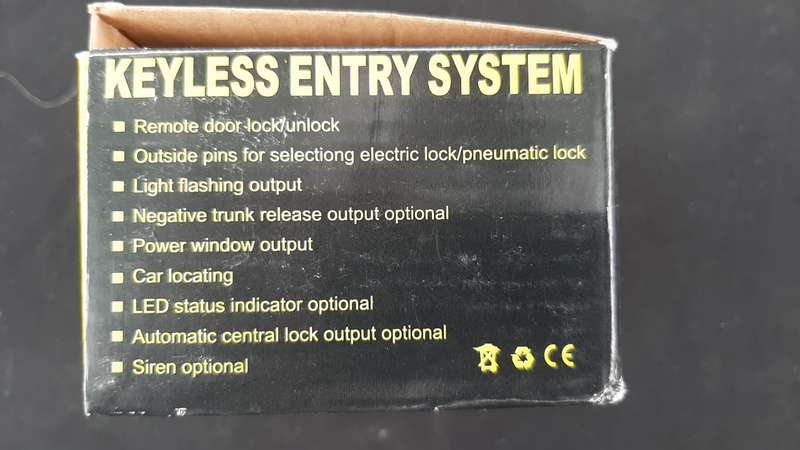 KEYLESS ENTRY SYSTEM
■ Remote door lock/unlock
■ Outside pins for selectiong electric lock/pneumatic lock
■ Light flashing output
■ Negative trunk release output optional
■ Power window output
■ Car locating
■ LED status indicator optional
■ Automatic central lock output optional
■ Siren optional
CE